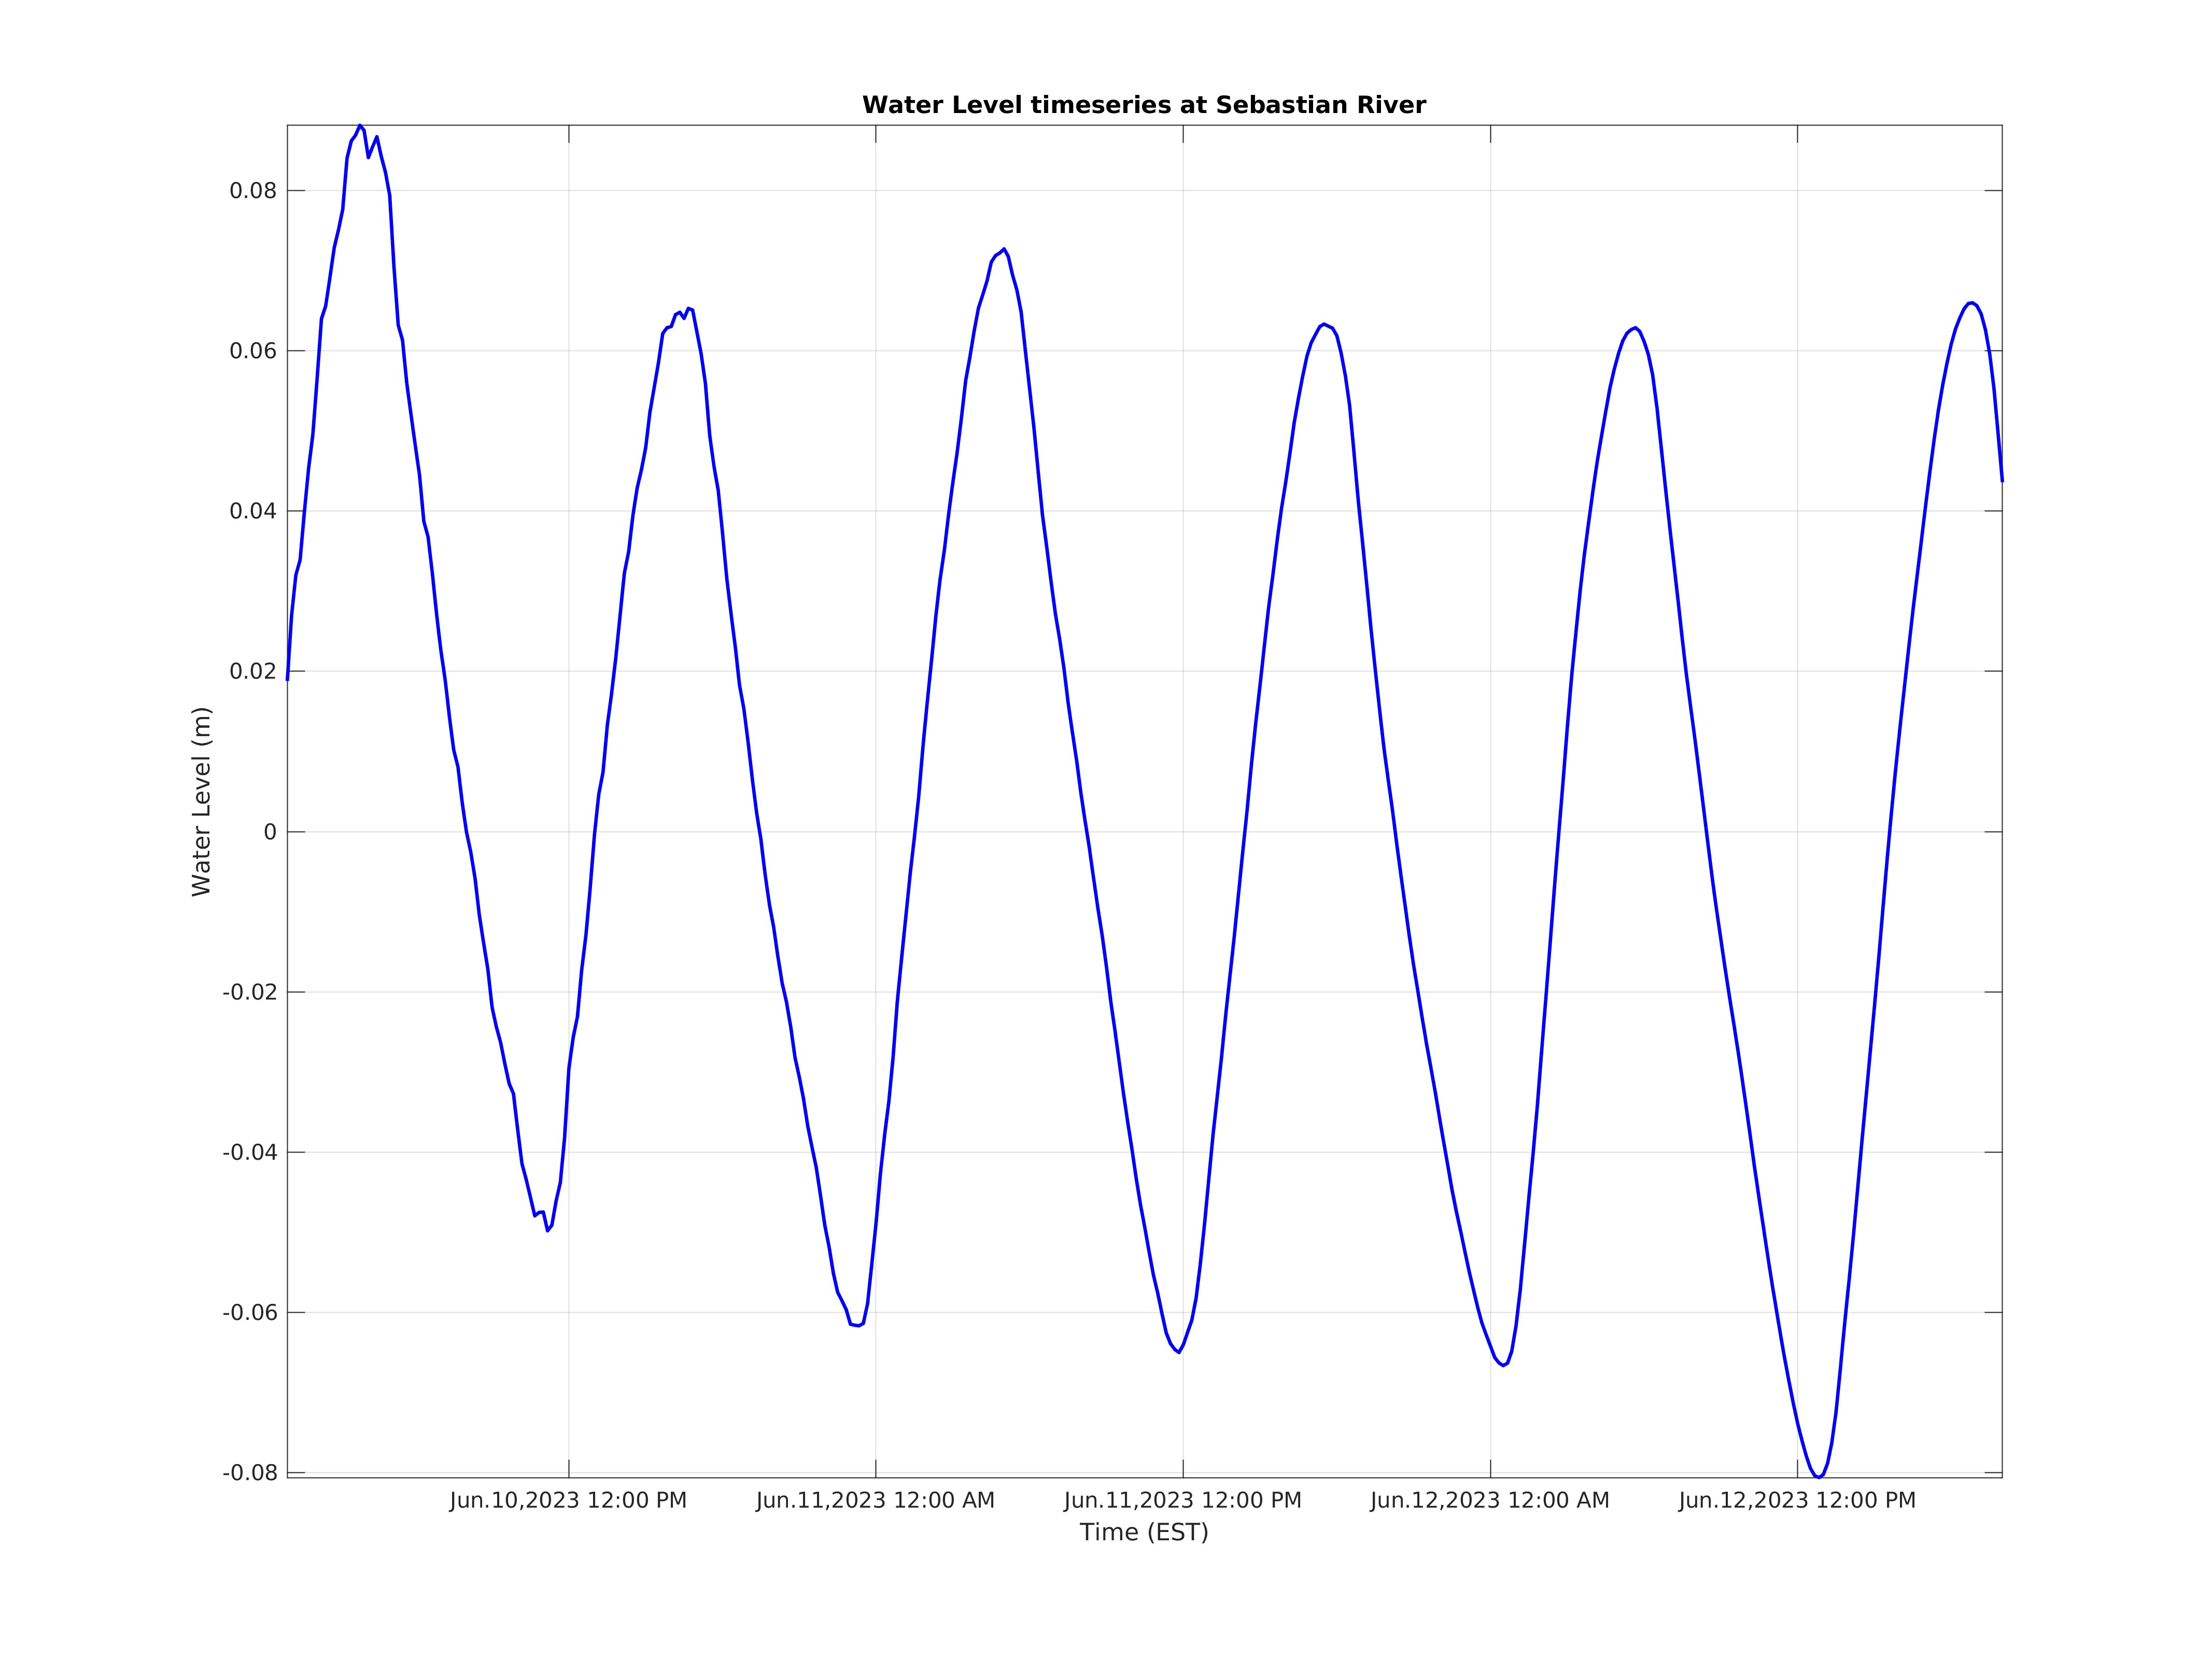 Water Level timeseries at Sebastian River
0.08
0.06
0.04
0.02
0
-0.02
-0.04
-0.06
-0.08
Water Level (m)
Jun.10,2023 12:00 PM
Jun.11,2023 12:00 AM
Jun.11,2023 12:00 PM
Jun.12,2023 12:00 AM
Jun.12,2023 12:00 PM
Time (EST)